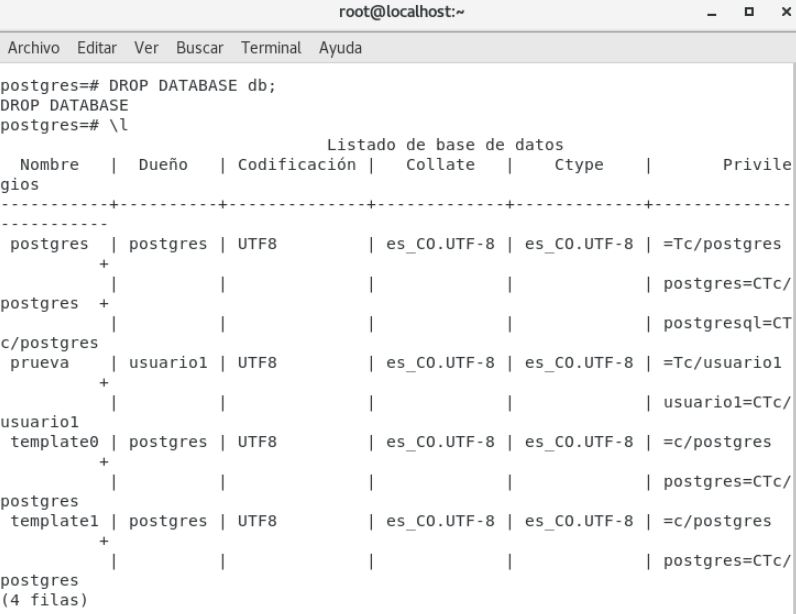 root@localhost:~
Archivo Editar Ver Buscar Terminal Ayuda
postgres=# DROP DATABASE db;
DROP DATABASE
postgres=# \l
                                 Listado de base de datos
  Nombre   |  Dueño   | Codificación |   Collate   |    Ctype    |       Privile
gios
-----------+----------+--------------+-------------+-------------+--------------
-----------
 postgres  | postgres | UTF8         | es_CO.UTF-8 | es_CO.UTF-8 | =Tc/postgres
          +
           |          |              |             |             | postgres=CTc/
postgres  +
           |          |              |             |             | postgresql=CT
c/postgres
 prueva    | usuario1 | UTF8         | es_CO.UTF-8 | es_CO.UTF-8 | =Tc/usuario1
          +
           |          |              |             |             | usuario1=CTc/
usuario1
 template0 | postgres | UTF8         | es_CO.UTF-8 | es_CO.UTF-8 | =c/postgres
          +
           |          |              |             |             | postgres=CTc/
postgres
 template1 | postgres | UTF8         | es_CO.UTF-8 | es_CO.UTF-8 | =c/postgres
          +
           |          |              |             |             | postgres=CTc/
postgres
(4 filas)